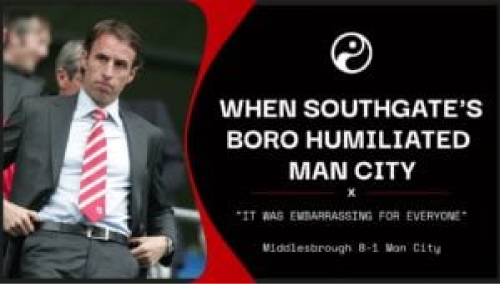 WHEN SOUTHGATE'S
BORO HUMILIATED
MAN CITY
x
"IT WAS EMBARRASSING FOR EVERYONE"
Middlesbrough 8-1 Man City